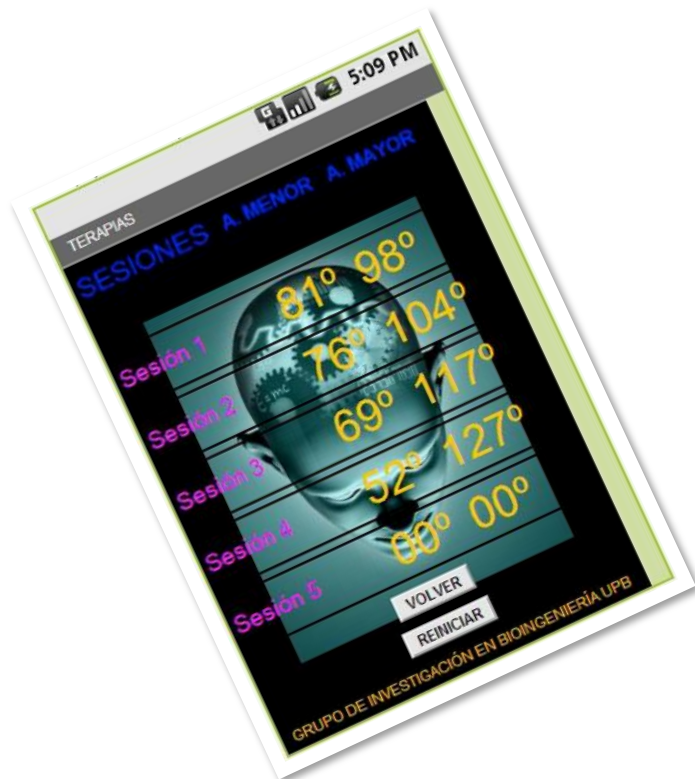 5:09 PM
TERAPIAS
SESIONES A. MENOR A. MAYOR
Sesión 1 81º 98º
Sesión 2 76º 104º
Sesión 3 69º 117º
Sesión 4 52º 127º
Sesión 5 00º 00º
VOLVER
REINICIAR
GRUPO DE INVESTIGACIÓN EN BIOINGENIERÍA UPB